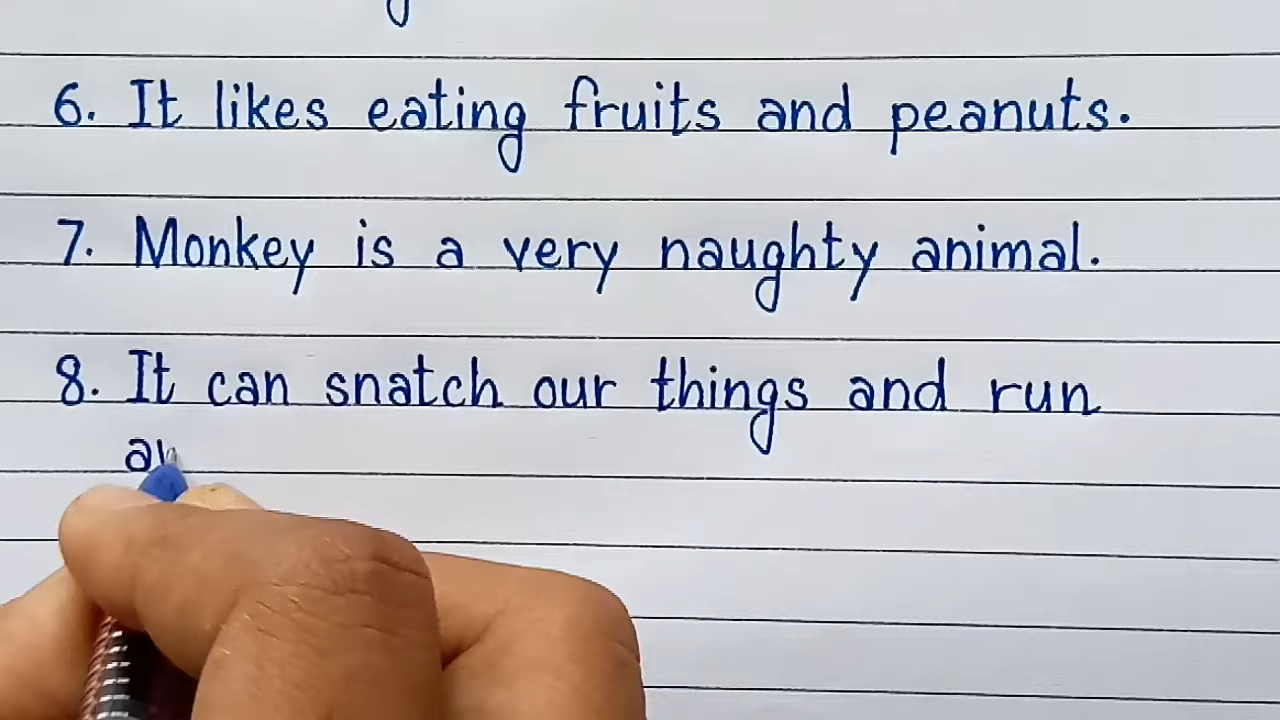 6. It likes eating fruits and peanuts.
7. Monkey is a very naughty animal.
8. It can snatch our things and run